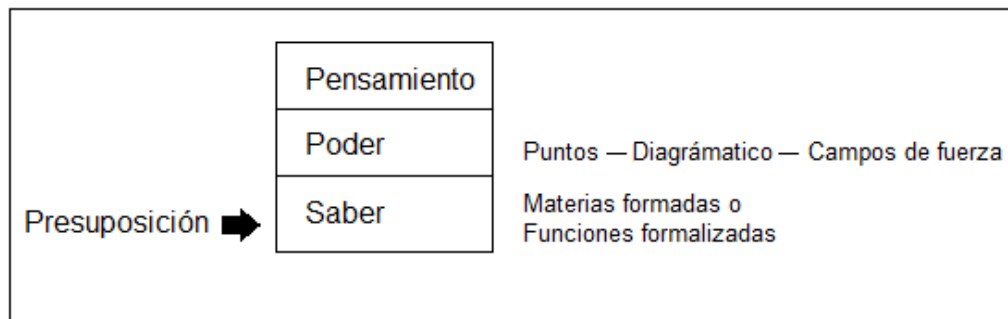 Pensamiento
Poder
Puntos — Diagrámatico — Campos de fuerza
Presuposición
Saber
Materias formadas o
Funciones formalizadas